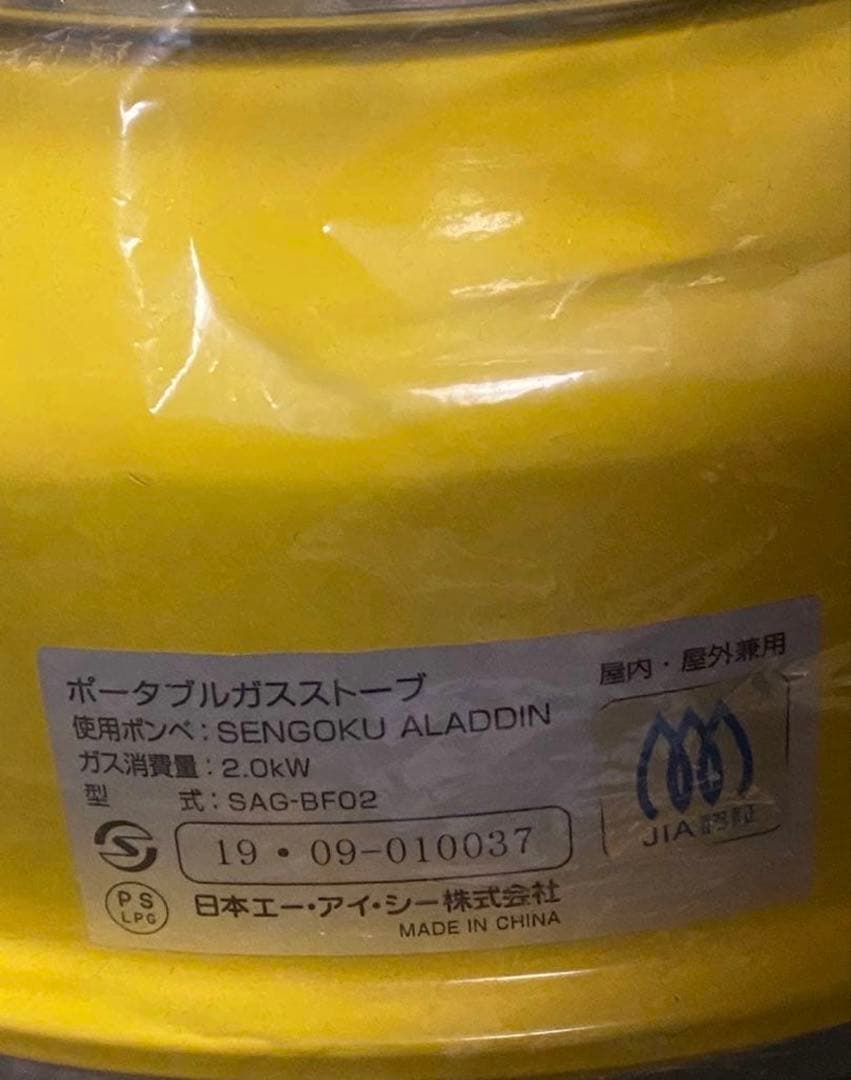 ポータブルガスストーブ
屋内・屋外兼用
使用ボンベ:SENGOKU ALADDIN
ガス消費量:2.0kW
型 式:SAG-BF02
19・09-010037
JIA認証
PS
LPG
日本エー・アイ・シー株式会社
MADE IN CHINA